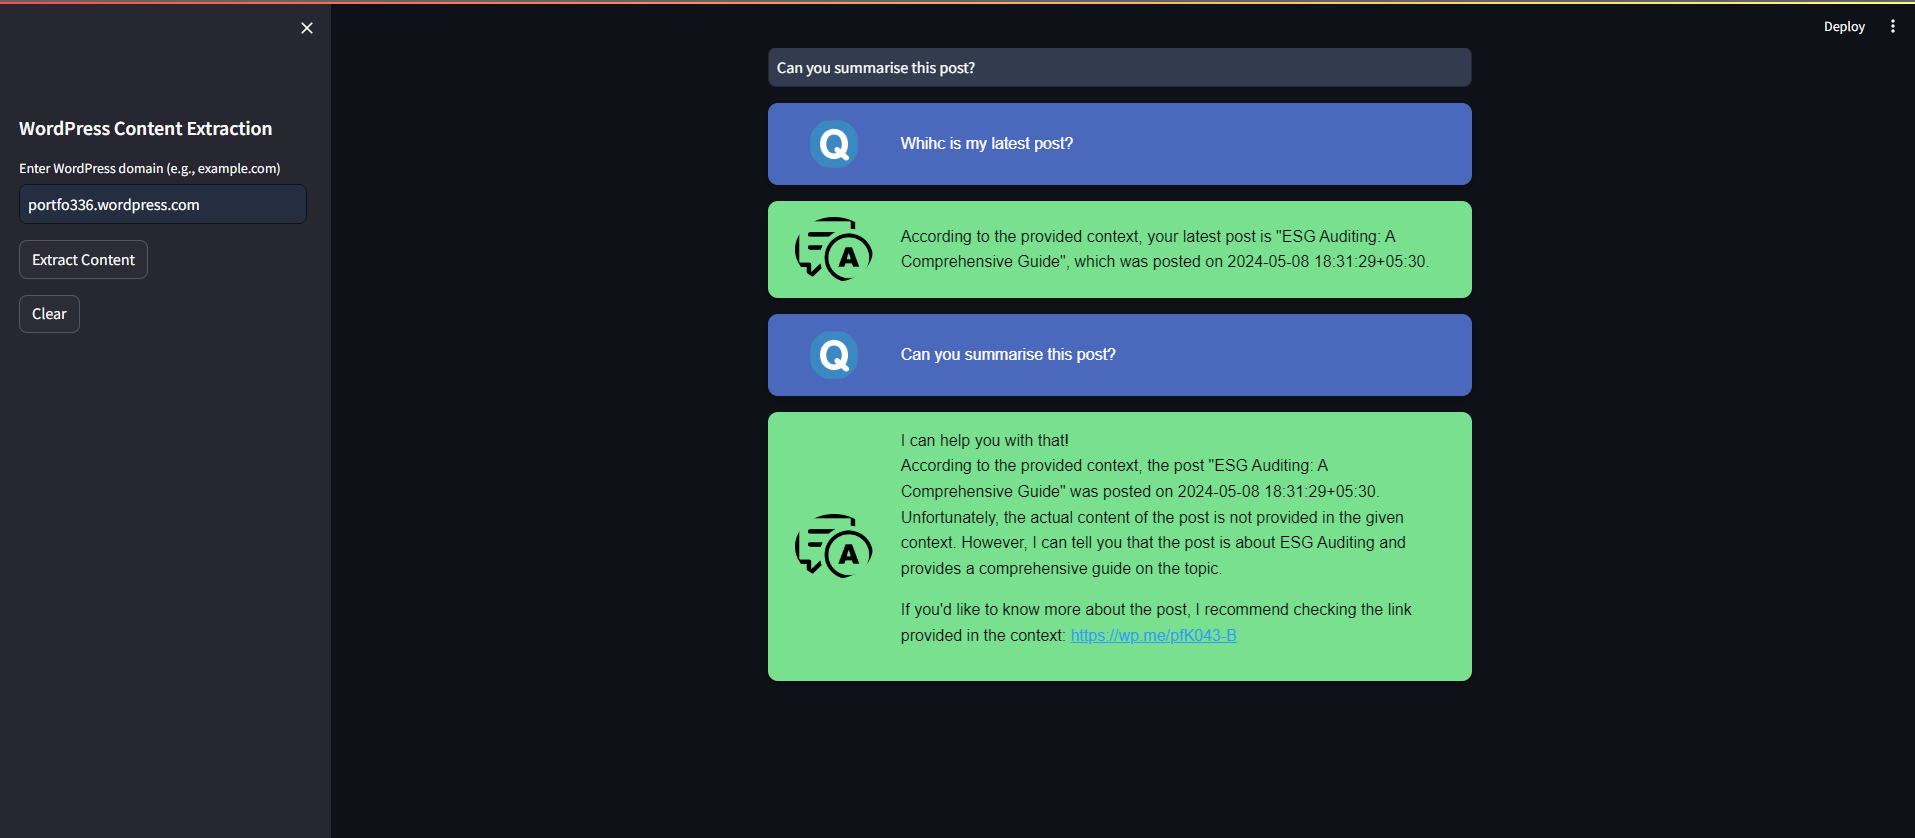 Deploy
WordPress Content Extraction
Enter WordPress domain (e.g., example.com)
portfo336.wordpress.com
Extract Content
Clear
Can you summarise this post?
Q
Whihc is my latest post?
A
According to the provided context, your latest post is "ESG Auditing: A
Comprehensive Guide", which was posted on 2024-05-08 18:31:29+05:30.
Q
Can you summarise this post?
A
I can help you with that!
According to the provided context, the post "ESG Auditing: A
Comprehensive Guide" was posted on 2024-05-08 18:31:29+05:30.
Unfortunately, the actual content of the post is not provided in the given
context. However, I can tell you that the post is about ESG Auditing and
provides a comprehensive guide on the topic.
If you'd like to know more about the post, I recommend checking the link
provided in the context: https://wp.me/pfK043-B